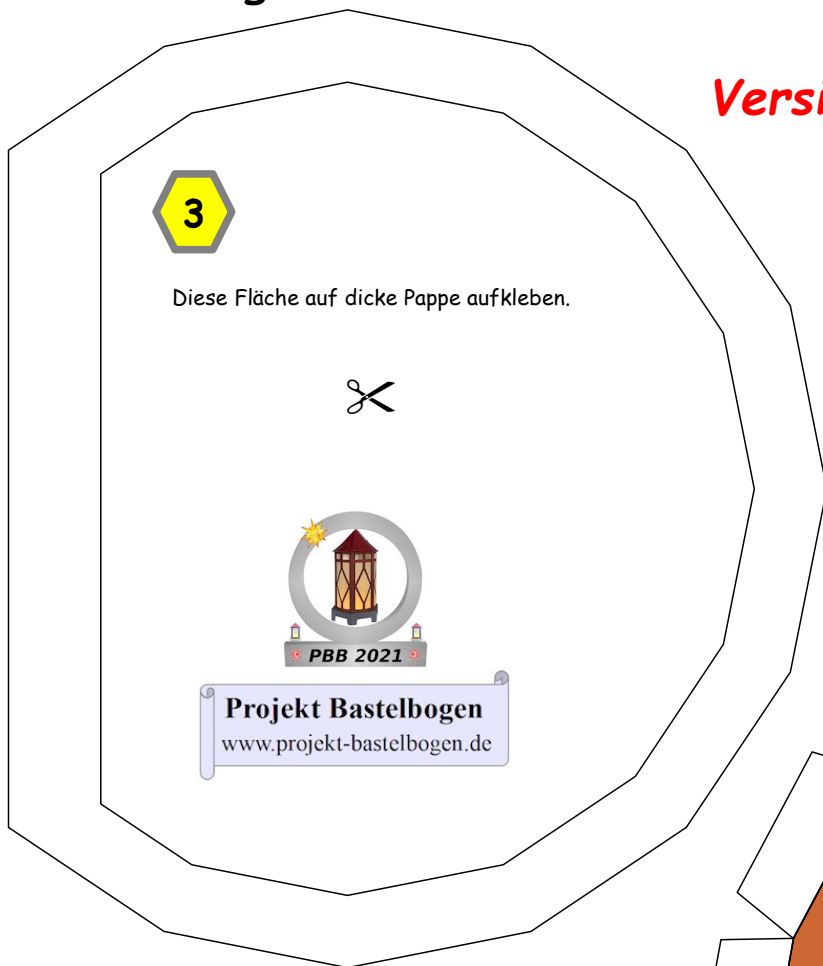 3
Diese Fläche auf dicke Pappe aufkleben.
PBB 2021
Projekt Bastelbogen
www.projekt-bastelbogen.de